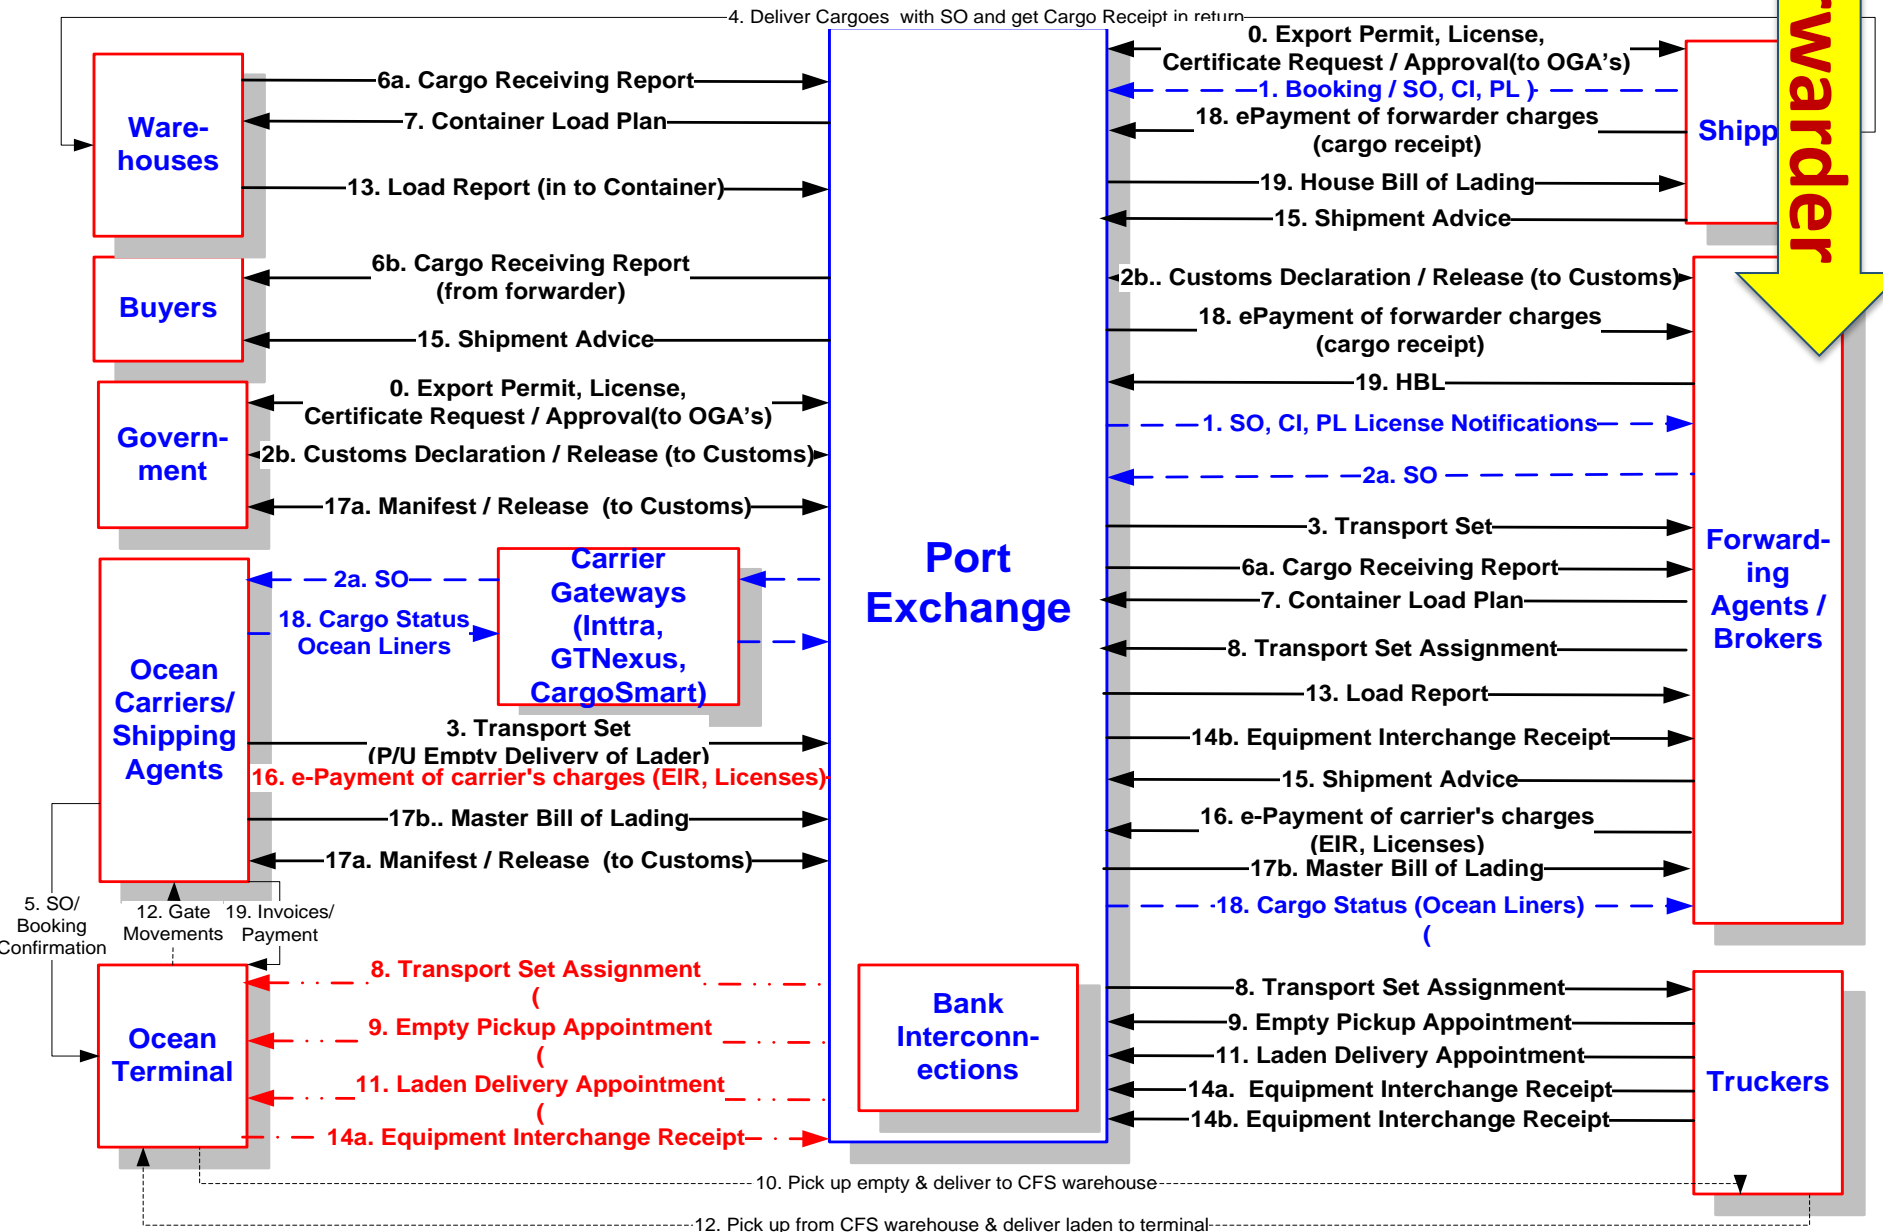 4. Deliver Cargoes with SO and get Cargo Receipt in return
Ware-
houses
6a. Cargo Receiving Report
7. Container Load Plan
13. Load Report (in to Container)
Buyers
6b. Cargo Receiving Report
(from forwarder)
15. Shipment Advice
Govern-
ment
0. Export Permit, License,
Certificate Request / Approval(to OGA's)
2b. Customs Declaration / Release (to Customs)
17a. Manifest / Release (to Customs)
Ocean
Carriers/
Shipping
Agents
2a. SO
18. Cargo Status
Ocean Liners
Carrier
Gateways
(Inttra,
GTNexus,
CargoSmart)
3. Transport Set
(P/U Empty Delivery of Lader)
16. e-Payment of carrier's charges (EIR, Licenses)
17b.. Master Bill of Lading
17a. Manifest / Release (to Customs)
5. SO/
Booking
Confirmation
12. Gate
Movements
19. Invoices/
Payment
Ocean
Terminal
8. Transport Set Assignment
(
9. Empty Pickup Appointment
(
11. Laden Delivery Appointment
(
14a. Equipment Interchange Receipt
Port
Exchange
Bank
Interconn-
ections
0. Export Permit, License,
Certificate Request / Approval(to OGA's)
1. Booking / SO, CI, PL )
18. ePayment of forwarder charges
(cargo receipt)
19. House Bill of Lading
15. Shipment Advice
Shipp
rwarder
2b.. Customs Declaration / Release (to Customs)
18. ePayment of forwarder charges
(cargo receipt)
19. HBL
1. SO, CI, PL License Notifications
2a. SO
3. Transport Set
6a. Cargo Receiving Report
7. Container Load Plan
8. Transport Set Assignment
13. Load Report
14b. Equipment Interchange Receipt
15. Shipment Advice
16. e-Payment of carrier's charges
(EIR, Licenses)
17b. Master Bill of Lading
18. Cargo Status (Ocean Liners)
(
Forward-
ing
Agents /
Brokers
8. Transport Set Assignment
9. Empty Pickup Appointment
11. Laden Delivery Appointment
14a. Equipment Interchange Receipt
14b. Equipment Interchange Receipt
Truckers
10. Pick up empty & deliver to CFS warehouse
12. Pick up from CFS warehouse & deliver laden to terminal